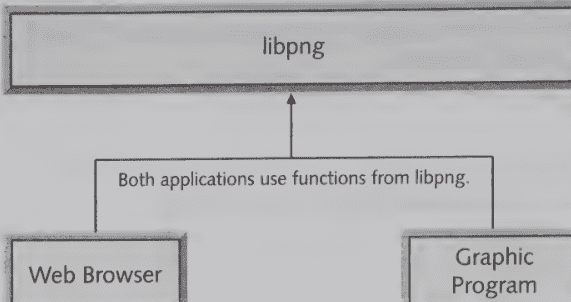 libpng
Both applications use functions from libpng.
Web Browser
Graphic
Program